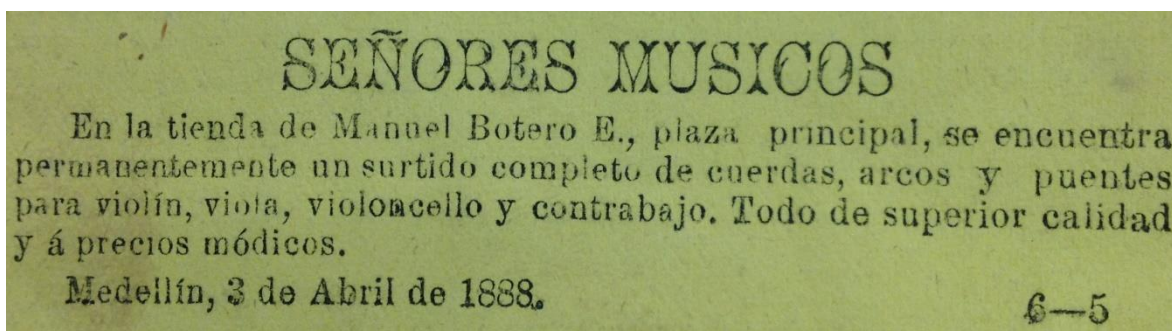 SEÑORES MUSICOS
En la tienda de Manuel Botero E., plaza principal, se encuentra
permanentemente un surtido completo de cuerdas, arcos y puentes
para violín, viola, violoncello y contrabajo. Todo de superior calidad
y á precios módicos.
Medellín, 3 de Abril de 1888.
6—5